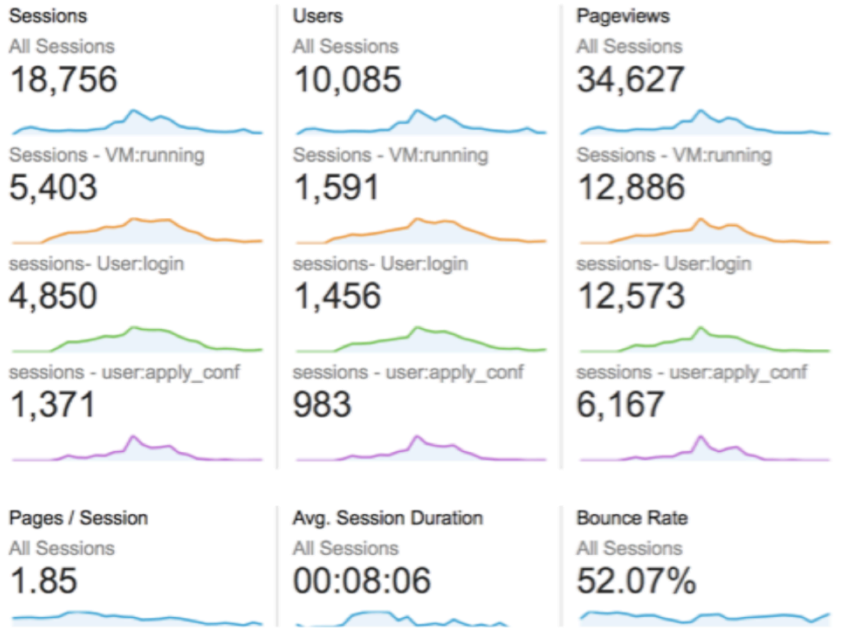 Sessions
All Sessions
18,756
Sessions - VM:running
5,403
sessions- User:login
4,850
sessions - user:apply_conf
1,371
Users
All Sessions
10,085
Sessions - VM:running
1,591
sessions- User:login
1,456
sessions - user:apply_conf
983
Pageviews
All Sessions
34,627
Sessions - VM:running
12,886
sessions- User:login
12,573
sessions - user:apply_conf
6,167
Pages / Session
All Sessions
1.85
Avg. Session Duration
All Sessions
00:08:06
Bounce Rate
All Sessions
52.07%